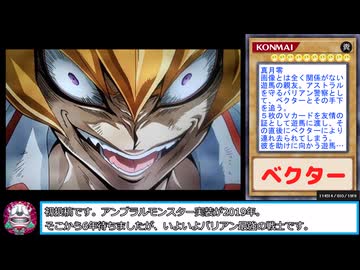 KONMAI
貴
真月零
画像とは全く関係がない
遊馬の親友。アストラル
を守るバリアン警察とし
て、ベクターとその手下
を追う。
5枚のVカードを友情の
証として遊馬に渡し、そ
の直後にベクターにより
連れ去られてしまう。
彼を助けに向かう遊馬…
ベクター
初投稿です。アンブラルモンスター実装が2019年。
そこから6年待ちましたが、いよいよバリアン最強の戦士です。